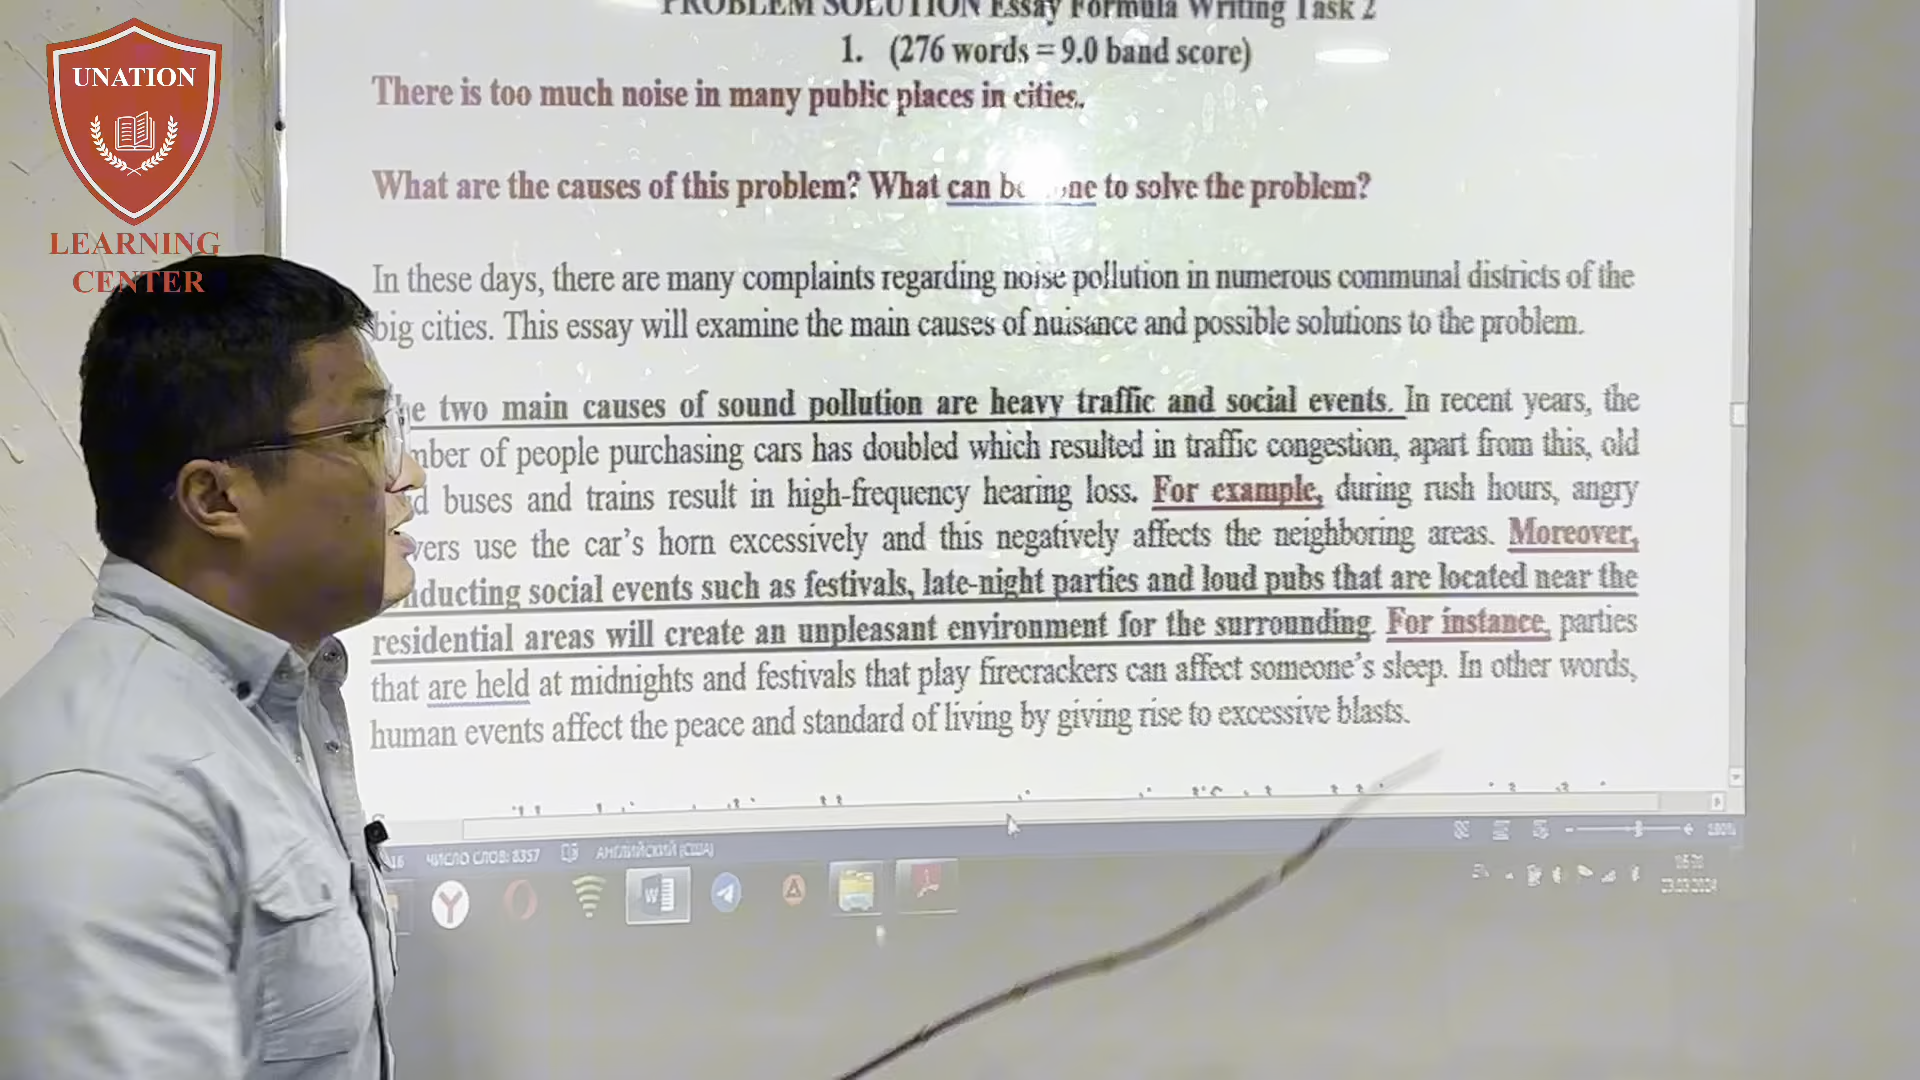 UNATION
LEARNING
CENTER
PROBLEM SOLUTION Essay Formula Writing Task 2
1. (276 words = 9.0 band score)
There is too much noise in many public places in cities.
What are the causes of this problem? What can be to solve the problem?
In these days, there are many complaints regarding noise pollution in numerous communal districts of the
big cities. This essay will examine the main causes of nuisance and possible solutions to the problem.
two main causes of sound pollution are heavy traffic and social events. In recent years, the
of people purchasing cars has doubled which resulted in traffic congestion, apart from this, old
buses and trains result in high-frequency hearing loss. For example, during rush hours, angry
use the car's horn excessively and this negatively affects the neighboring areas. Moreover,
social events such as festivals, late-night parties and loud pubs that are located near the
residential areas will create an unpleasant environment for the surrounding. For instance, parties
that are held at midnights and festivals that play firecrackers can affect someone's sleep. In other words,
human events affect the peace and standard of living by giving rise to excessive blasts.
16 ЧИСЛО СЛОВ: 8357 АНГЛИЙСКИЙ (США) 180%
23.03.2024